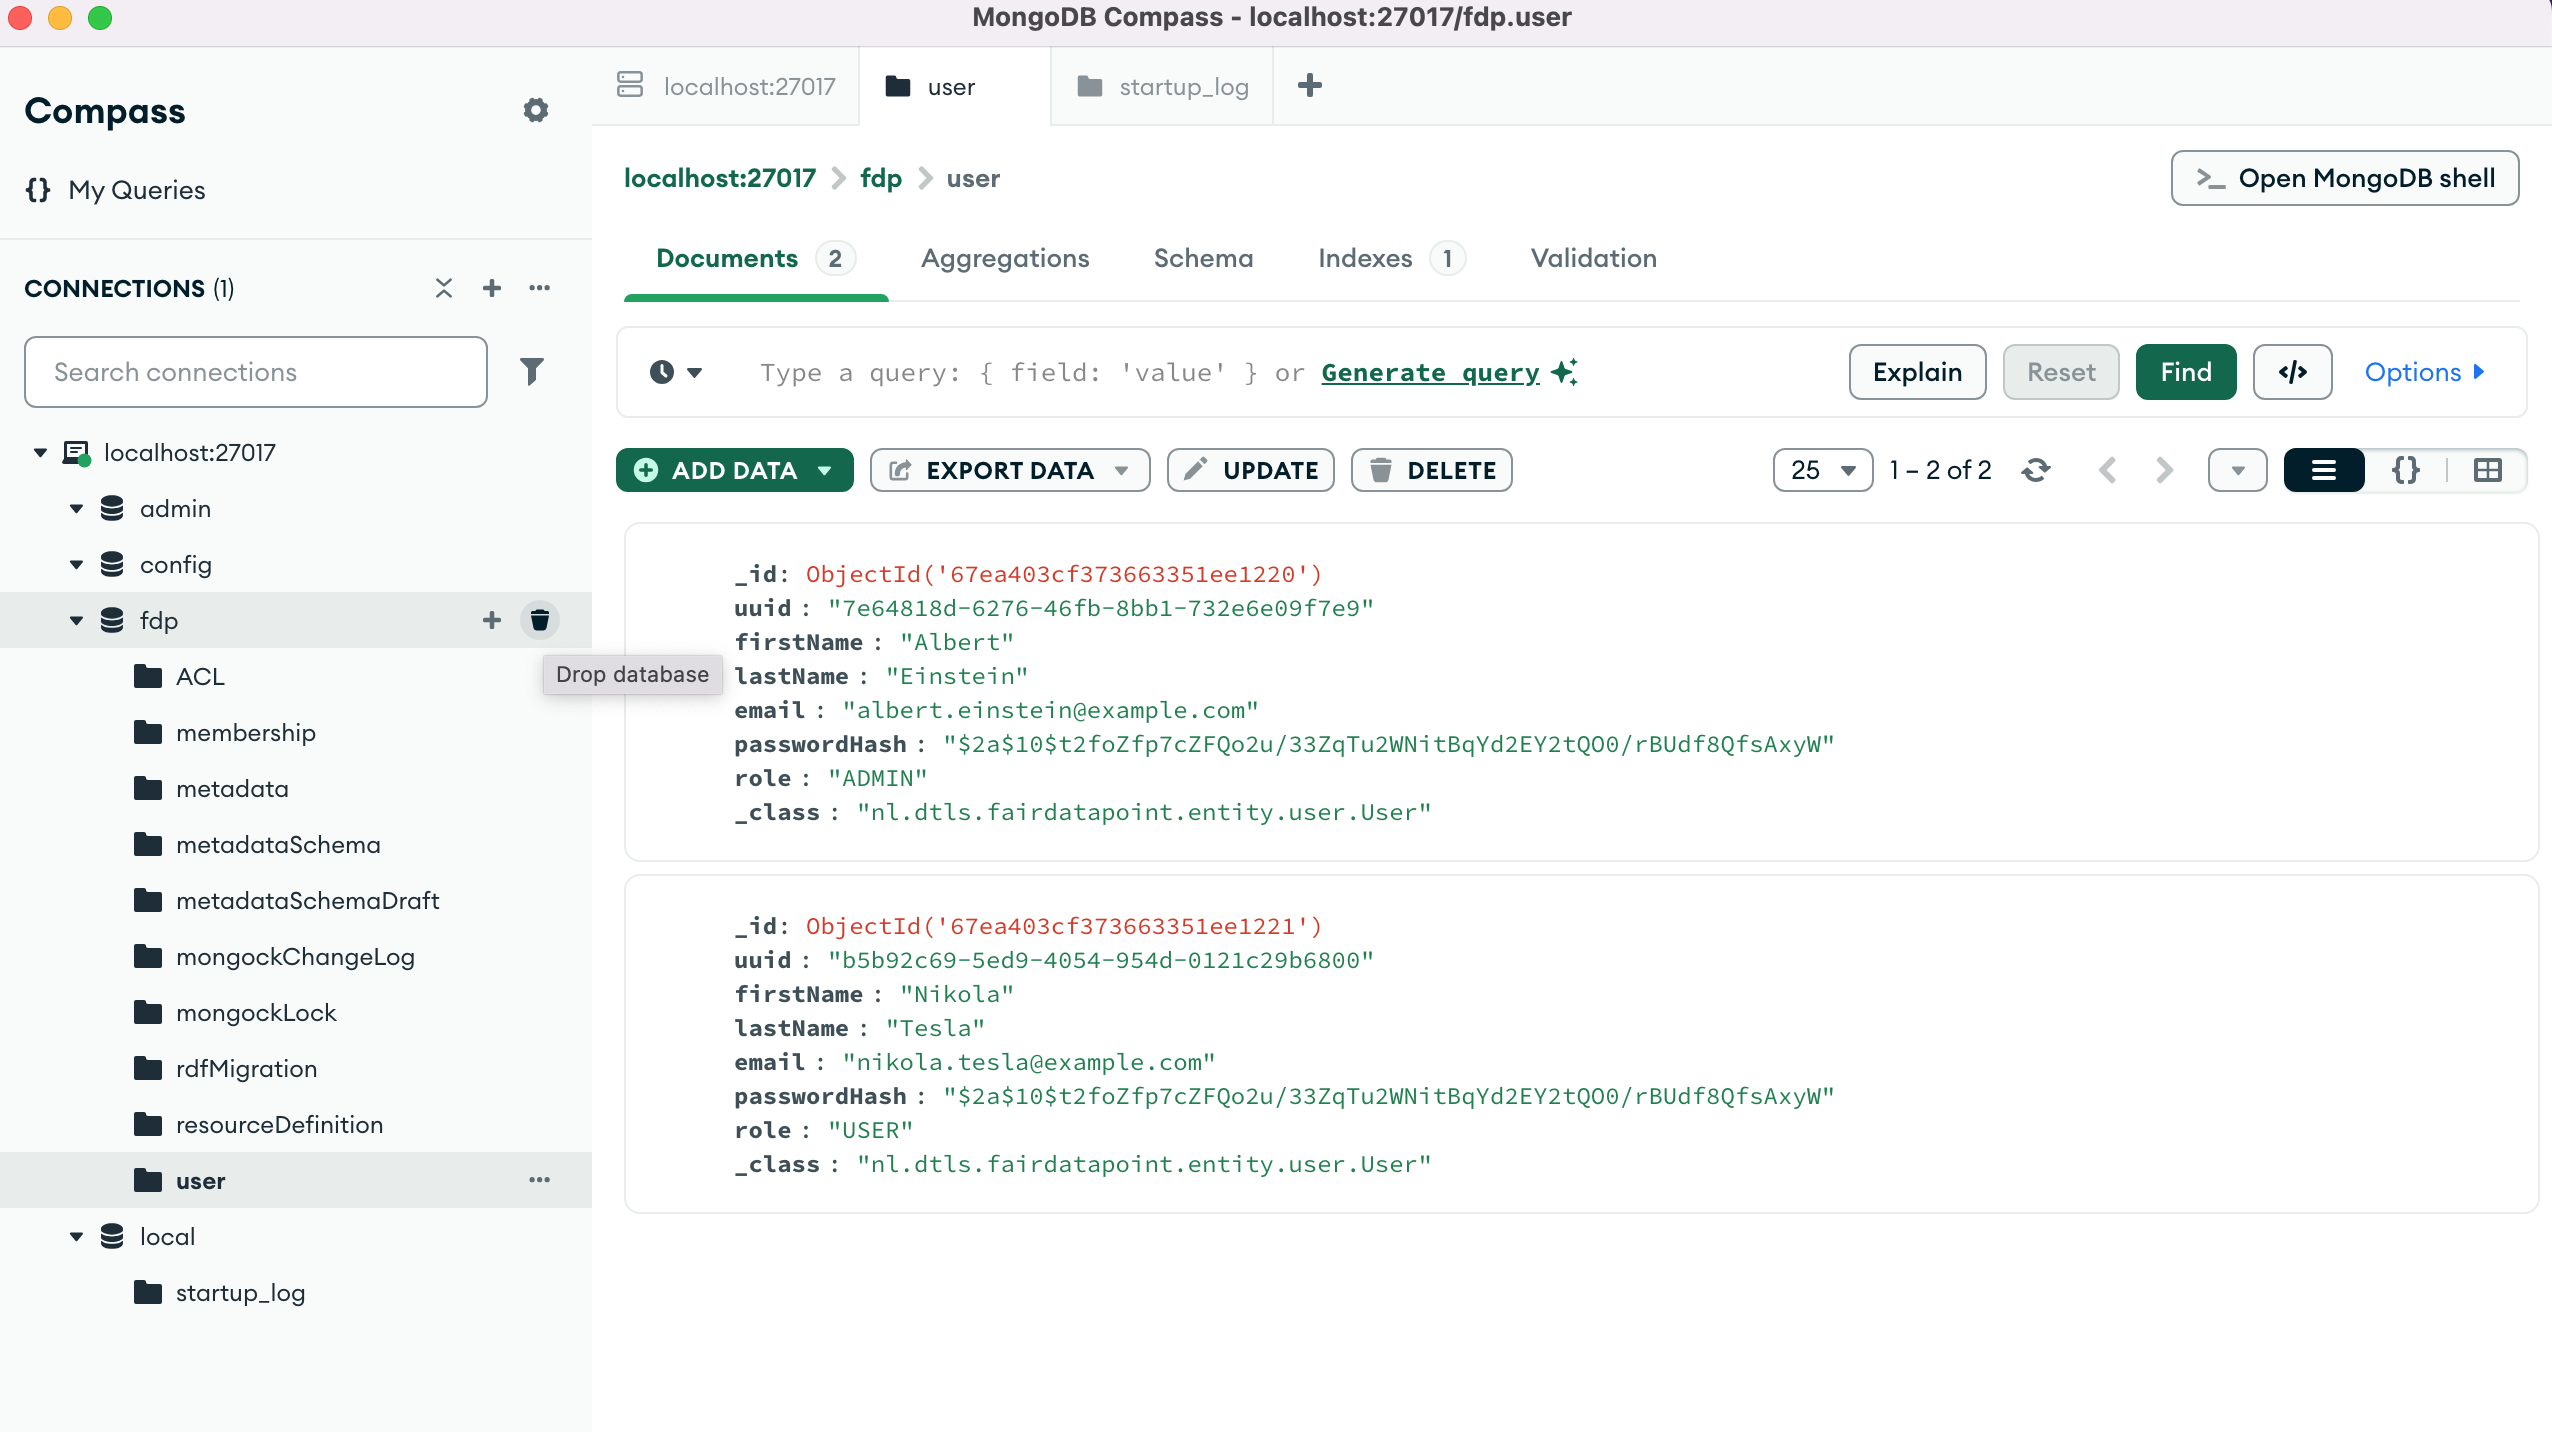 MongoDB Compass - localhost:27017/fdp.user
Compass
{} My Queries
CONNECTIONS (1)
Search connections
localhost:27017
admin
config
fdp
Drop database
ACL
membership
metadata
metadataSchema
metadataSchemaDraft
mongockChangeLog
mongockLock
rdfMigration
resourceDefinition
user
local
startup_log
localhost:27017
user
startup_log
localhost:27017 > fdp > user
>_ Open MongoDB shell
Documents 2
Aggregations
Schema
Indexes 1
Validation
Type a query: { field: 'value' } or Generate query
Explain
Reset
Find
</>
Options
ADD DATA
EXPORT DATA
UPDATE
DELETE
25
1 – 2 of 2
{}
_id: ObjectId('67ea403cf373663351ee1220')
uuid : "7e64818d-6276-46fb-8bb1-732e6e09f7e9"
firstName : "Albert"
lastName : "Einstein"
email : "albert.einstein@example.com"
passwordHash : "$2a$10$t2foZfp7cZFQo2u/33ZqTu2WNitBqYd2EY2tQO0/rBUdf8QfsAxyW"
role : "ADMIN"
_class : "nl.dtls.fairdatapoint.entity.user.User"
_id: ObjectId('67ea403cf373663351ee1221')
uuid : "b5b92c69-5ed9-4054-954d-0121c29b6800"
firstName : "Nikola"
lastName : "Tesla"
email : "nikola.tesla@example.com"
passwordHash : "$2a$10$t2foZfp7cZFQo2u/33ZqTu2WNitBqYd2EY2tQO0/rBUdf8QfsAxyW"
role : "USER"
_class : "nl.dtls.fairdatapoint.entity.user.User"